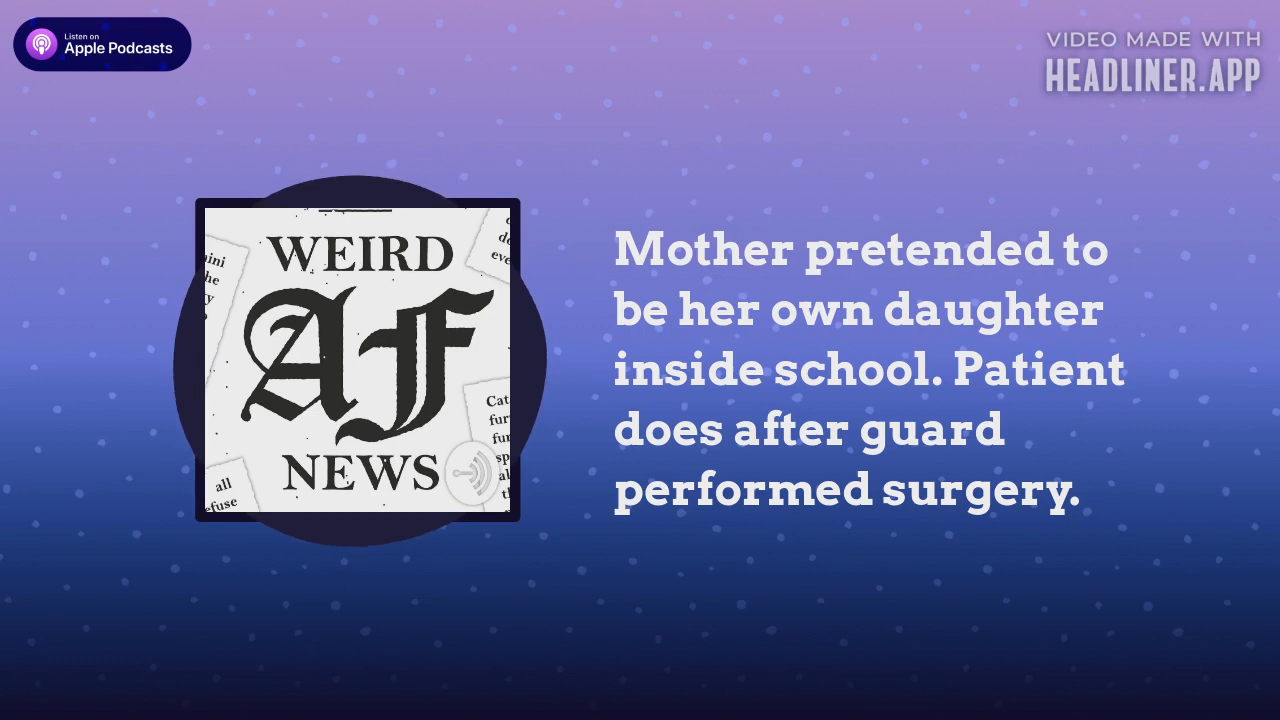 Listen on
Apple Podcasts
VIDEO MADE WITH
HEADLINER.APP
WEIRD
AF
NEWS
all
Mother pretended to
be her own daughter
inside school. Patient
does after guard
performed surgery.